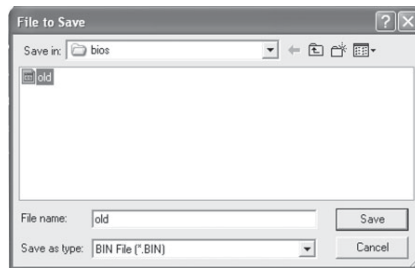 File to Save
Save in: bios
old
File name: old
Save
Save as type: BIN File (*.BIN)
Cancel